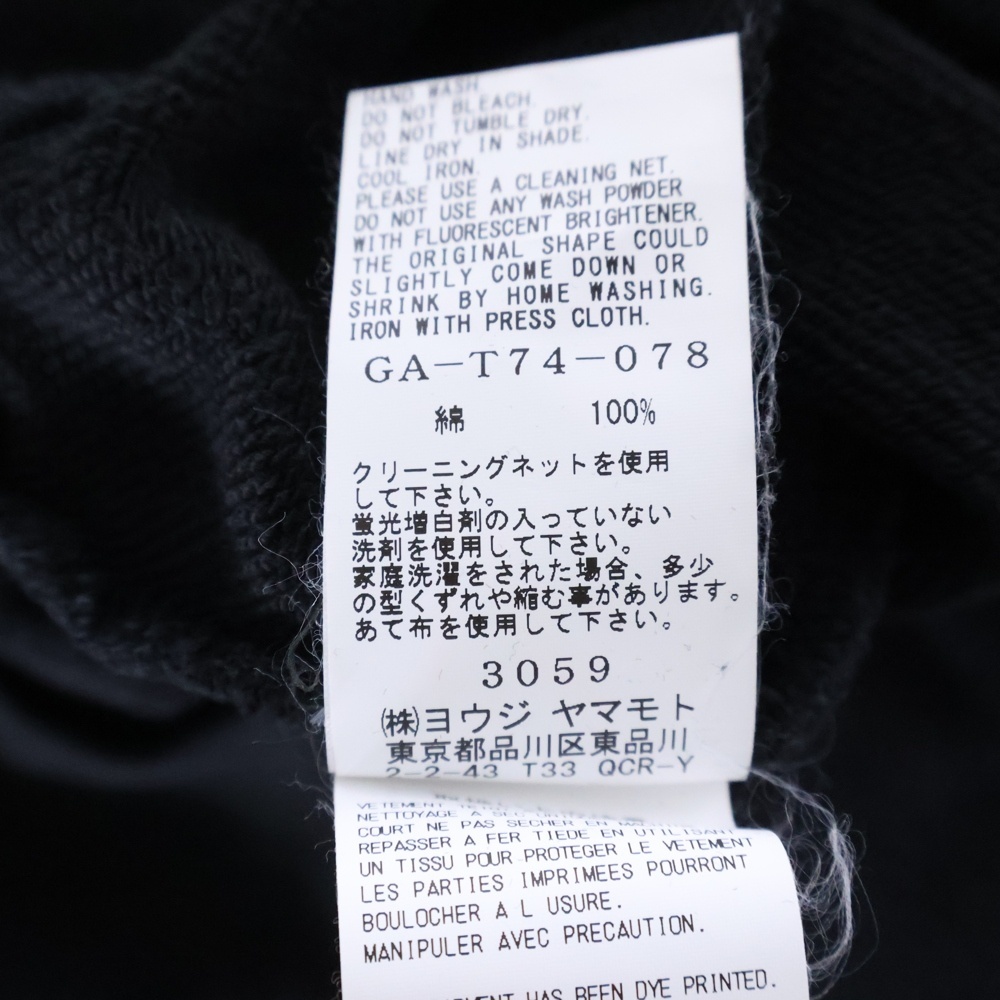 HAND WASH.
DO NOT BLEACH.
DO NOT TUMBLE DRY.
LINE DRY IN SHADE.
COOL IRON.
PLEASE USE A CLEANING NET.
DO NOT USE ANY WASH POWDER
WITH FLUORESCENT BRIGHTENER.
THE ORIGINAL SHAPE COULD
SLIGHTLY COME DOWN OR
SHRINK BY HOME WASHING.
IRON WITH PRESS CLOTH.
GA-T74-078
綿 100%
クリーニングネットを使用
して下さい。
蛍光増白剤の入っていない
洗剤を使用して下さい。
家庭洗濯をされた場合、多少
の型くずれや縮む事があります。
あて布を使用して下さい。
3059
㈱ヨウジ ヤマモト
東京都品川区東品川
2-2-43 T33 QCR-Y
VETEMENT
NETTOYAGE A SEC
COURT NE PAS SECHER EN
REPASSER A FER TIEDE EN UTILISANT
UN TISSU POUR PROTEGER LE VETEMENT
LES PARTIES IMPRIMEES POURRONT
BOULOCHER A L USURE.
MANIPULER AVEC PRECAUTION.
HAS BEEN DYE PRINTED.